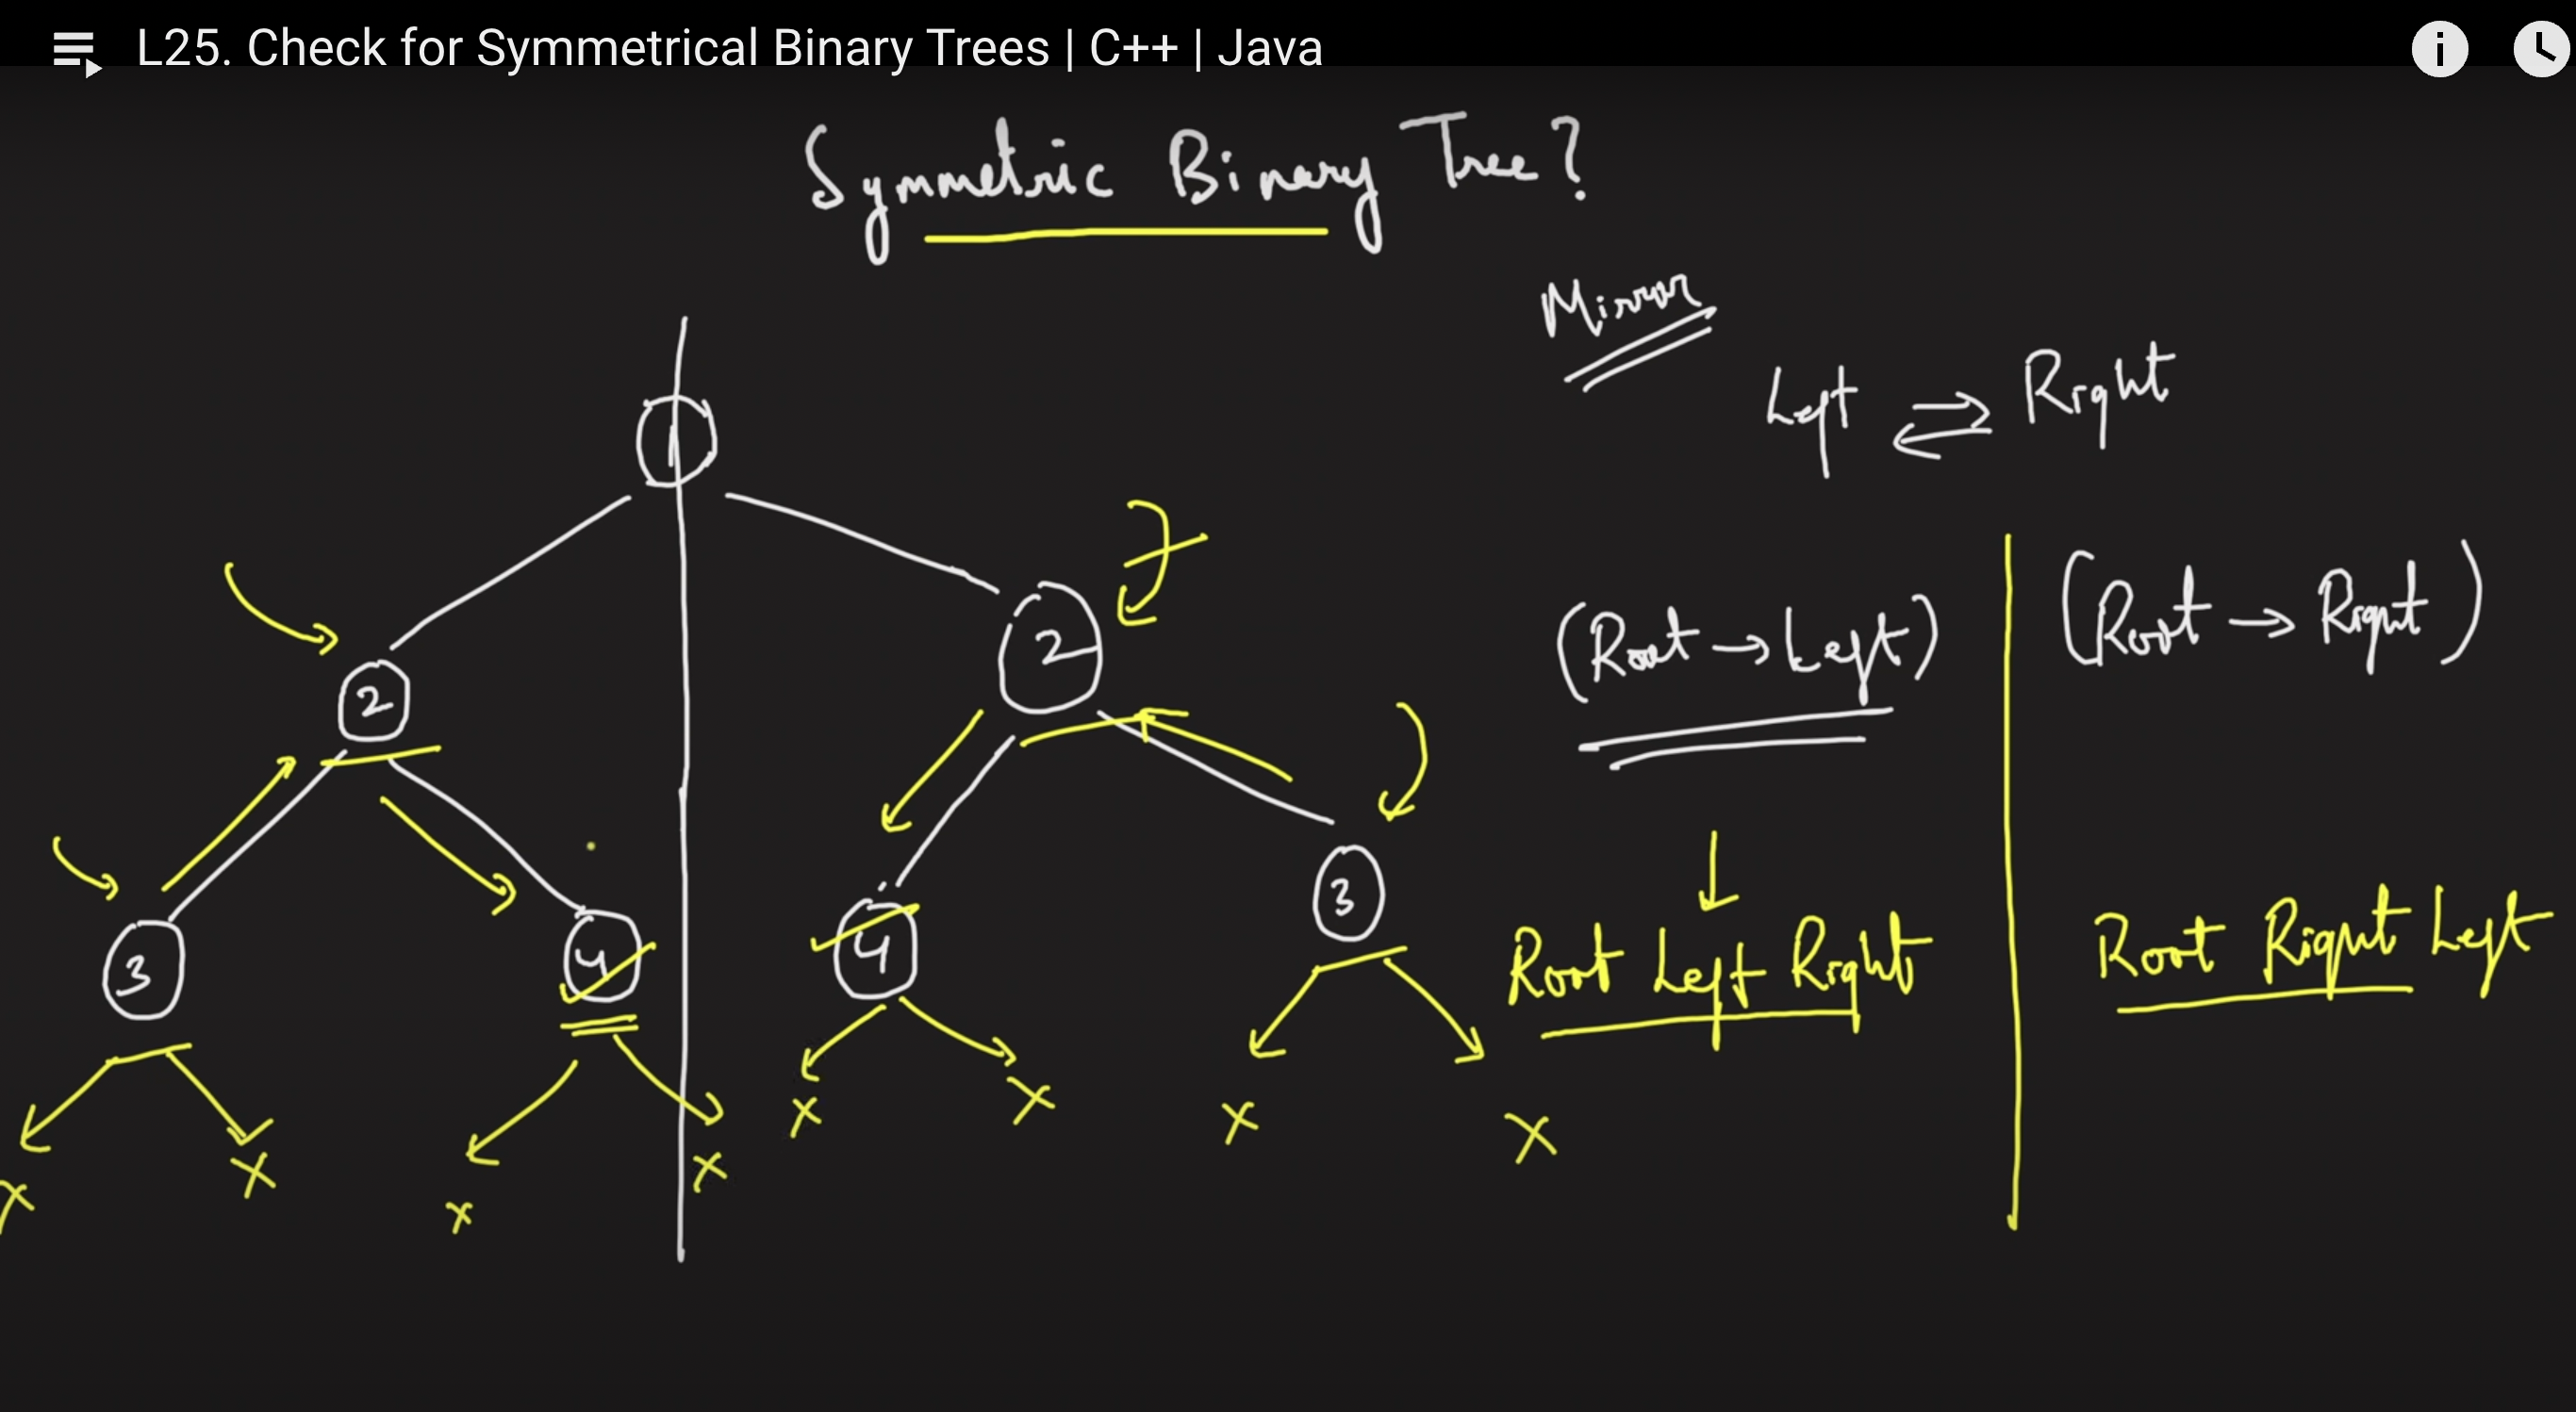 L25. Check for Symmetrical Binary Trees | C++ | Java
i
Symmetric Binary Tree?
Mirror
Left ⇌ Right
1
2
2
(Root → Left)
(Root → Right)
3
4
4
3
Root Left Right
Root Right Left
x x x x x x x x